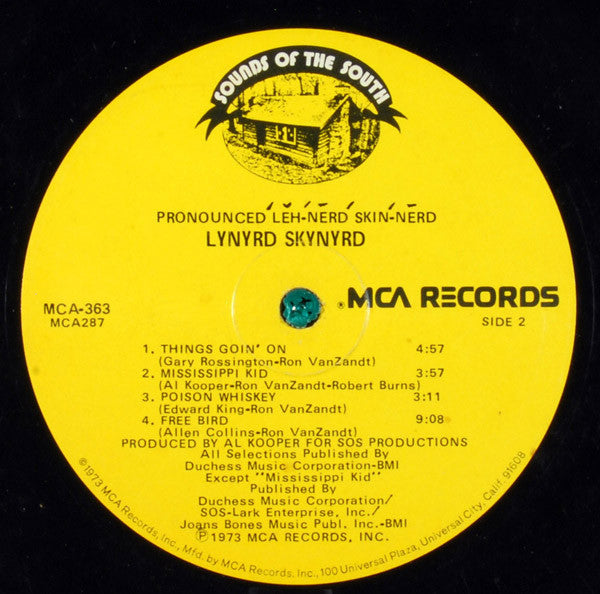 SOUNDS OF THE SOUTH
PRONOUNCED LĔH-NĒRD SKIN-NĒRD
LYNYRD SKYNYRD
® MCA RECORDS
MCA-363
MCA287
SIDE 2
1. THINGS GOIN' ON 4:57
(Gary Rossington-Ron VanZandt)
2. MISSISSIPPI KID 3:57
(Al Kooper-Ron VanZandt-Robert Burns)
3. POISON WHISKEY 3:11
(Edward King-Ron VanZandt)
4. FREE BIRD 9:08
(Allen Collins-Ron VanZandt)
PRODUCED BY AL KOOPER FOR SOS PRODUCTIONS
All Selections Published By
Duchess Music Corporation-BMI
Except "Mississippi Kid"
Published By
Duchess Music Corporation/
SOS-Lark Enterprise, Inc./
Joans Bones Music Publ. Inc.-BMI
℗1973 MCA RECORDS, INC.
©1973 MCA Records, Inc., Mfd. by MCA Records, Inc., 100 Universal Plaza, Universal City, Calif. 91608